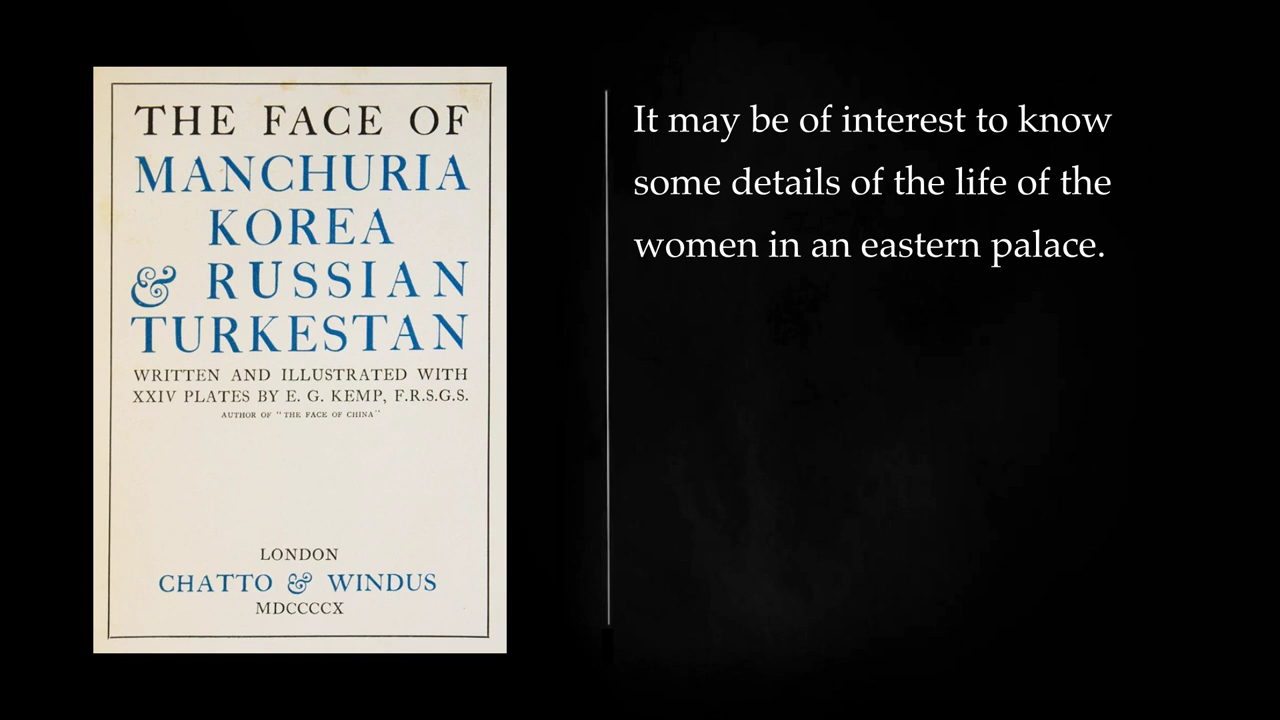 THE FACE OF
MANCHURIA
KOREA
& RUSSIAN
TURKESTAN
WRITTEN AND ILLUSTRATED WITH
XXIV PLATES BY E. G. KEMP, F.R.S.G.S.
AUTHOR OF "THE FACE OF CHINA"
LONDON
CHATTO & WINDUS
MDCCCCX
It may be of interest to know
some details of the life of the
women in an eastern palace.